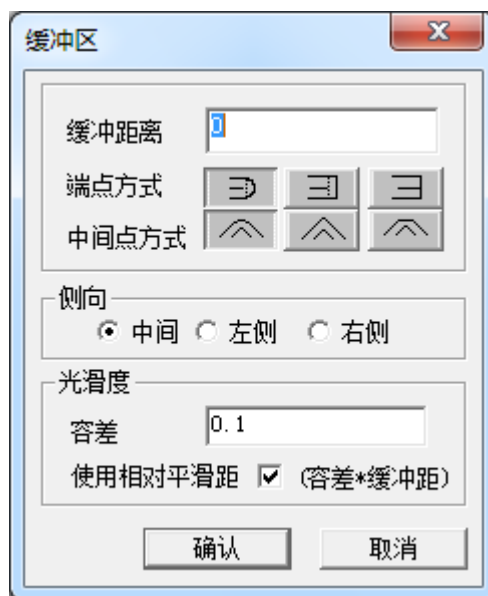 缓冲区
缓冲距离 0
端点方式
中间点方式
侧向
中间 左侧 右侧
光滑度
容差 0.1
使用相对平滑距 (容差*缓冲距)
确认 取消